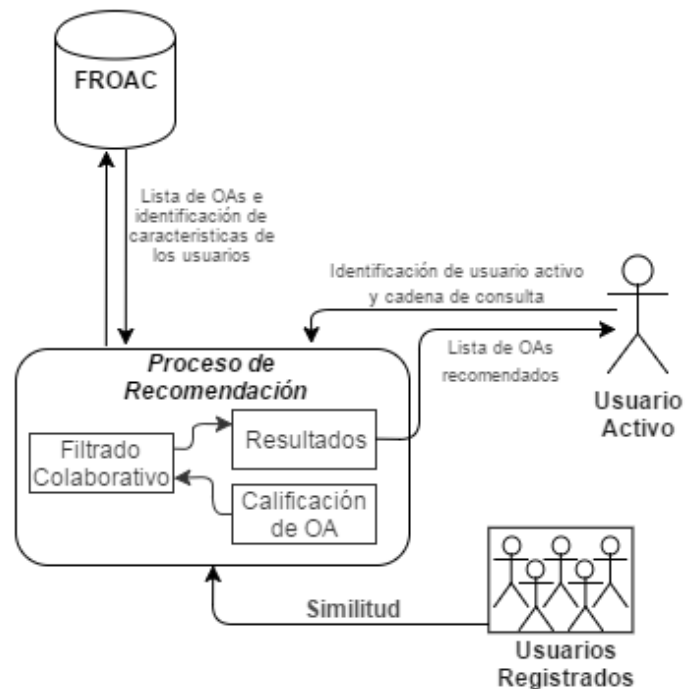 FROAC
Lista de OAs e
identificación de
caracteristicas de
los usuarios
Identificación de usuario activo
y cadena de consulta
Lista de OAs
recomendados
Usuario
Activo
Proceso de
Recomendación
Filtrado
Colaborativo
Resultados
Calificación
de OA
Similitud
Usuarios
Registrados